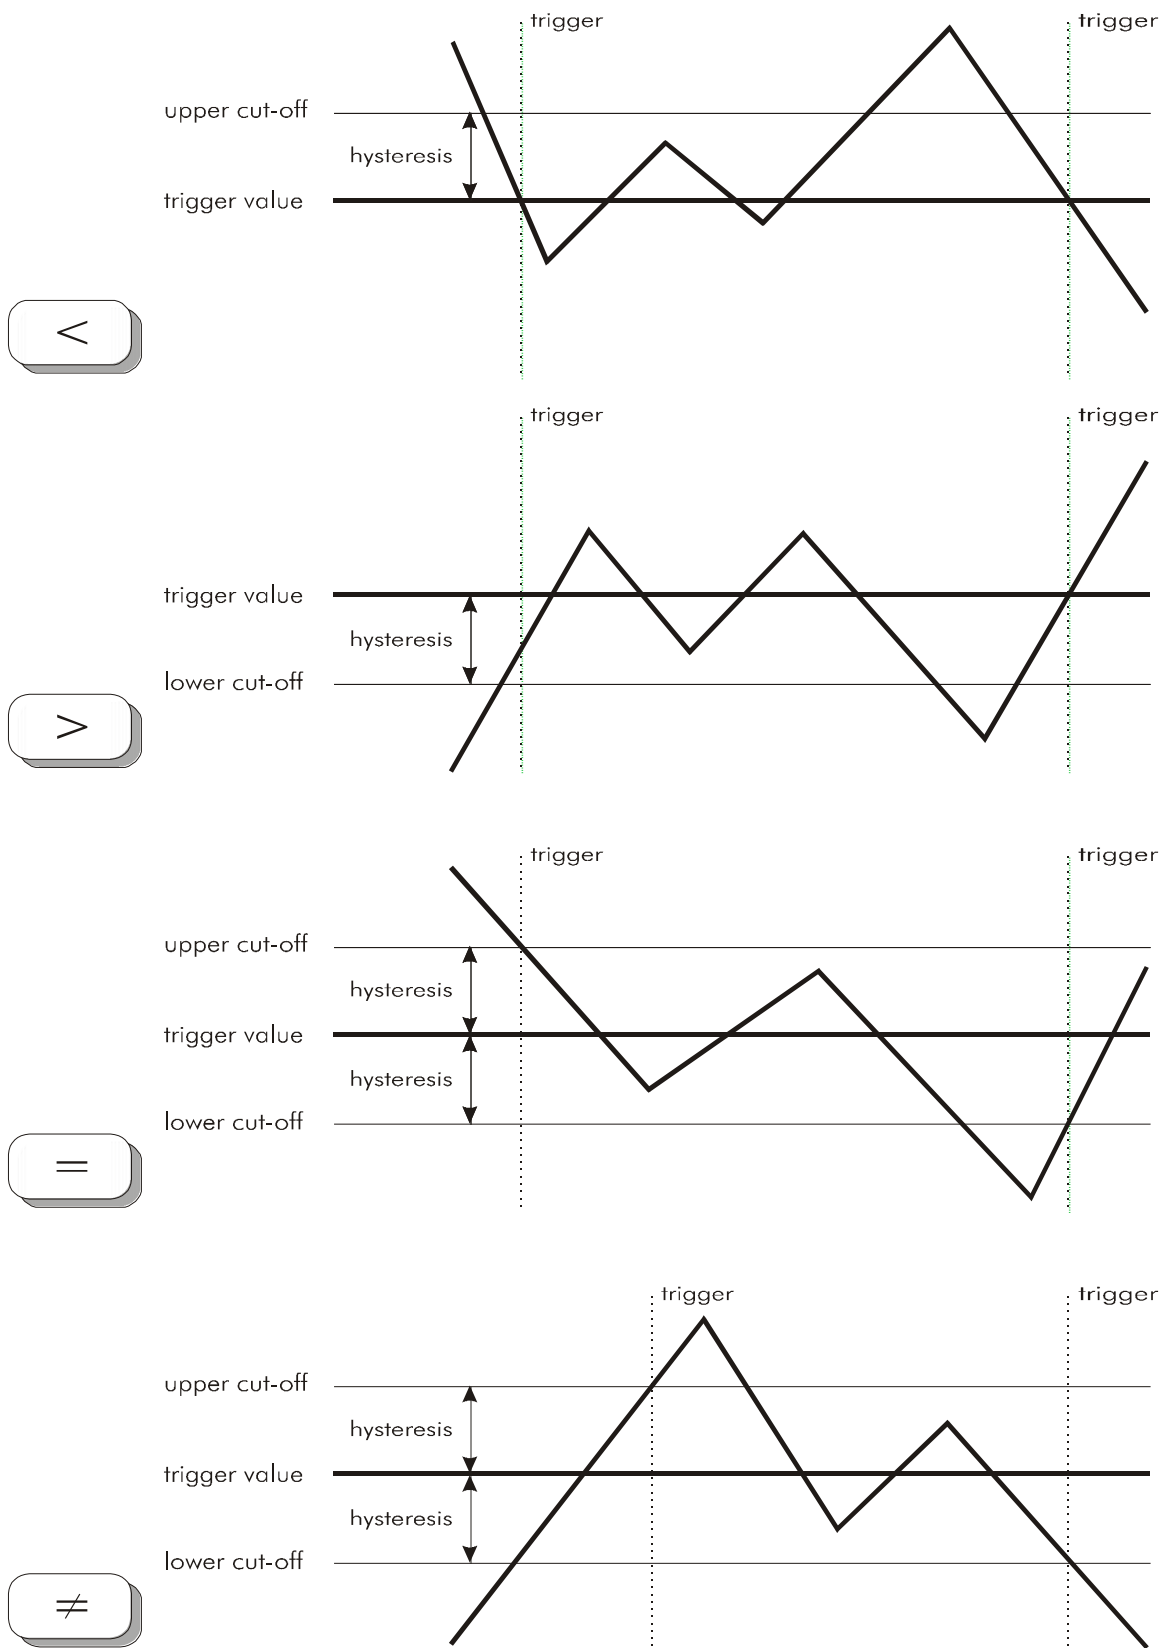 trigger trigger
upper cut-off
hysteresis
trigger value
<
trigger trigger
trigger value
hysteresis
lower cut-off
>
trigger trigger
upper cut-off
hysteresis
trigger value
hysteresis
lower cut-off
=
trigger trigger
upper cut-off
hysteresis
trigger value
hysteresis
lower cut-off
≠